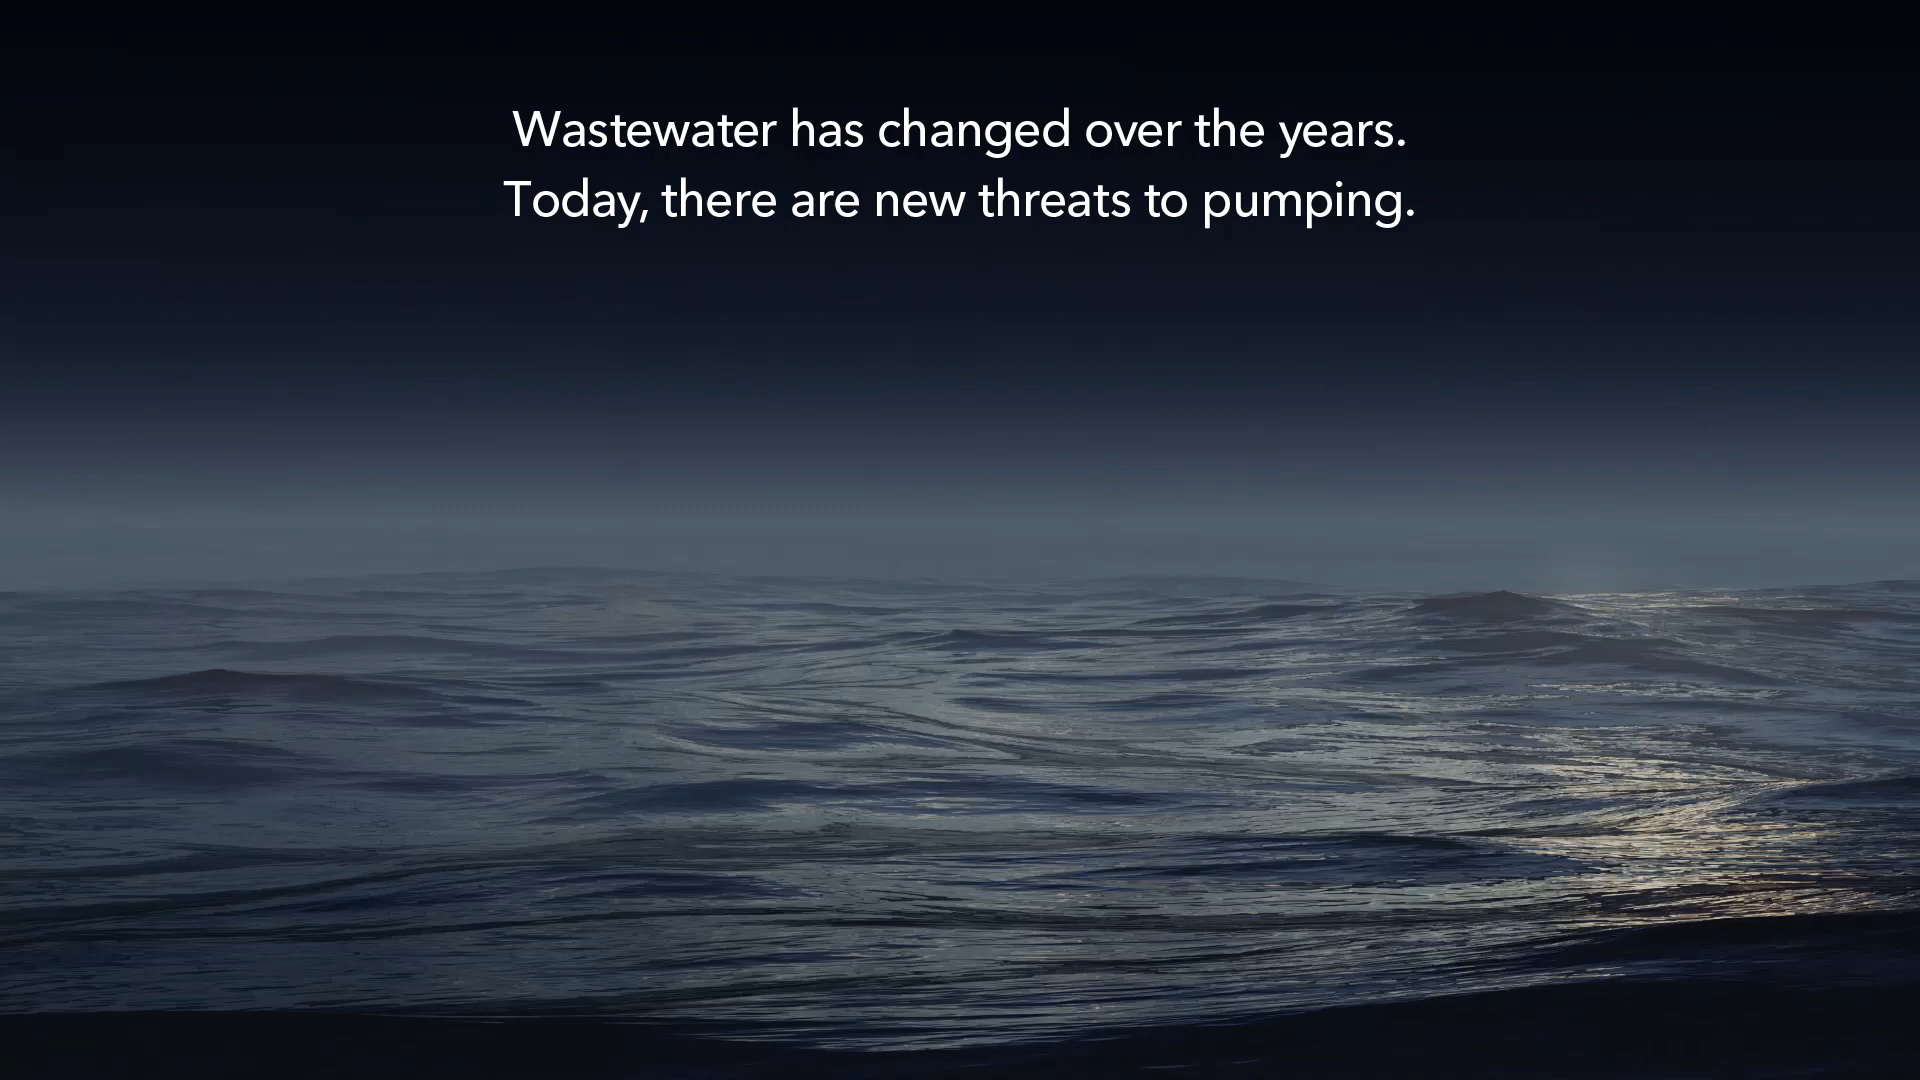 Wastewater has changed over the years.
Today, there are new threats to pumping.